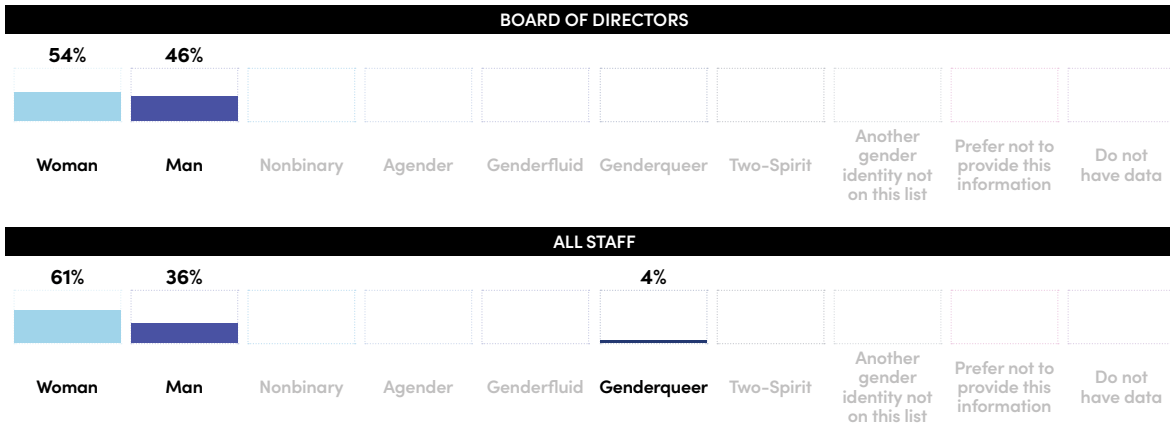 BOARD OF DIRECTORS
54% 46%
Woman Man Nonbinary Agender Genderfluid Genderqueer Two-Spirit
Another
gender
identity not
on this list
Prefer not to
provide this
information
Do not
have data
ALL STAFF
61% 36% 4%
Woman Man Nonbinary Agender Genderfluid Genderqueer Two-Spirit
Another
gender
identity not
on this list
Prefer not to
provide this
information
Do not
have data